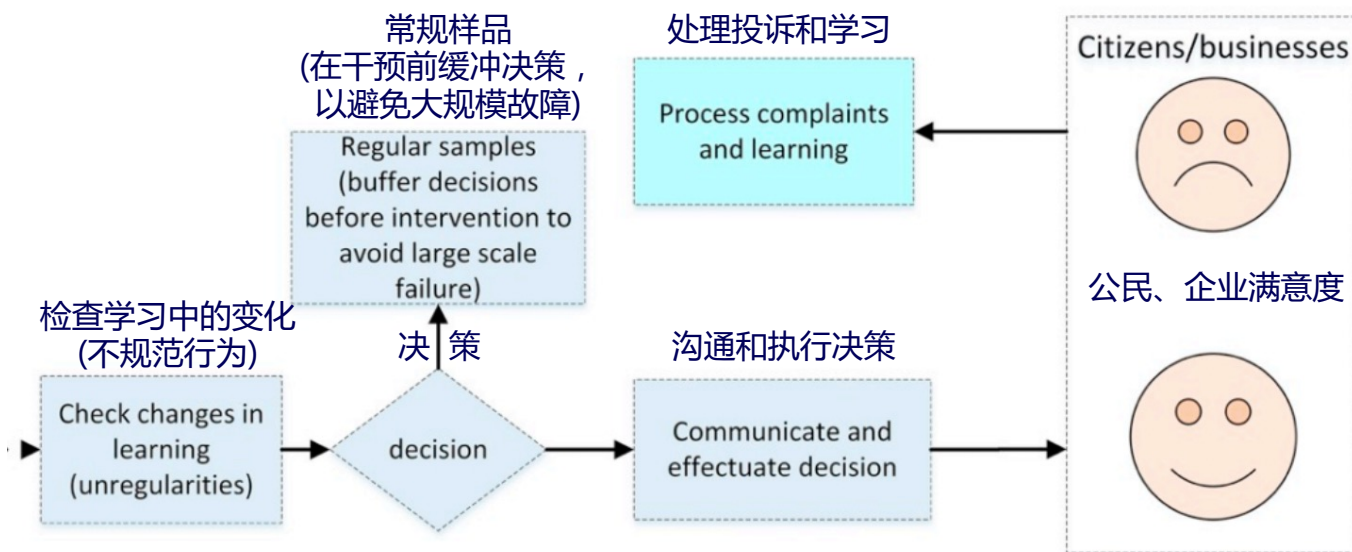 常规样品
(在干预前缓冲决策，
以避免大规模故障)
Regular samples
(buffer decisions
before intervention to
avoid large scale
failure)
处理投诉和学习
Process complaints
and learning
Citizens/businesses
公民、企业满意度
检查学习中的变化
(不规范行为)
Check changes in
learning
(unregularities)
决 策
decision
沟通和执行决策
Communicate and
effectuate decision